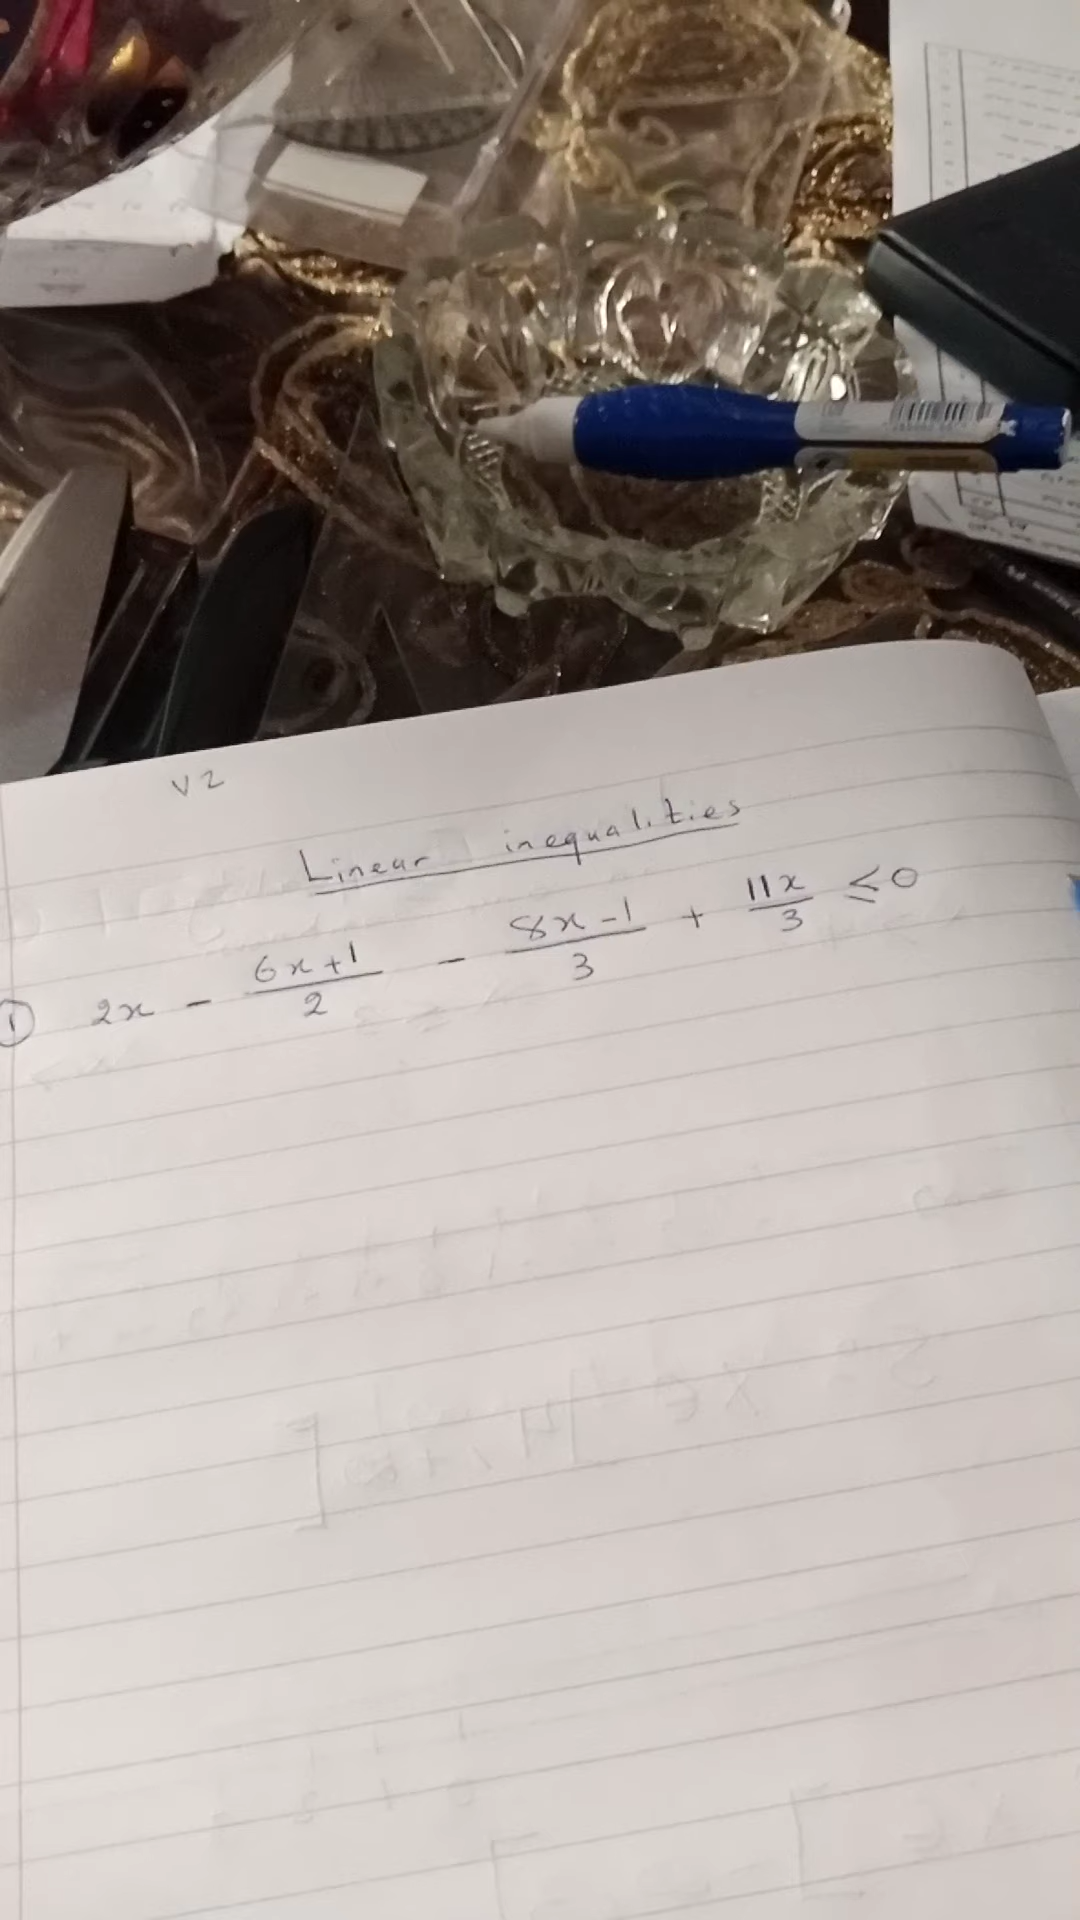 V2
Linear inequalities
① 2x - 6x+1/2 - 8x-1/3 + 11x/3 ≤0